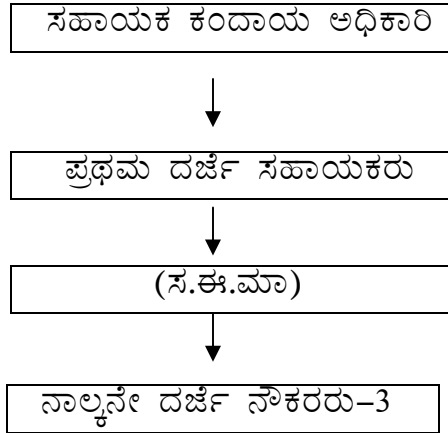 ಸಹಾಯಕ ಕಂದಾಯ ಅಧಿಕಾರಿ
ಪ್ರಥಮ ದರ್ಜೆ ಸಹಾಯಕರು
(ಸ.ಈ.ಮಾ)
ನಾಲ್ಕನೇ ದರ್ಜೆ ನೌಕರರು-3